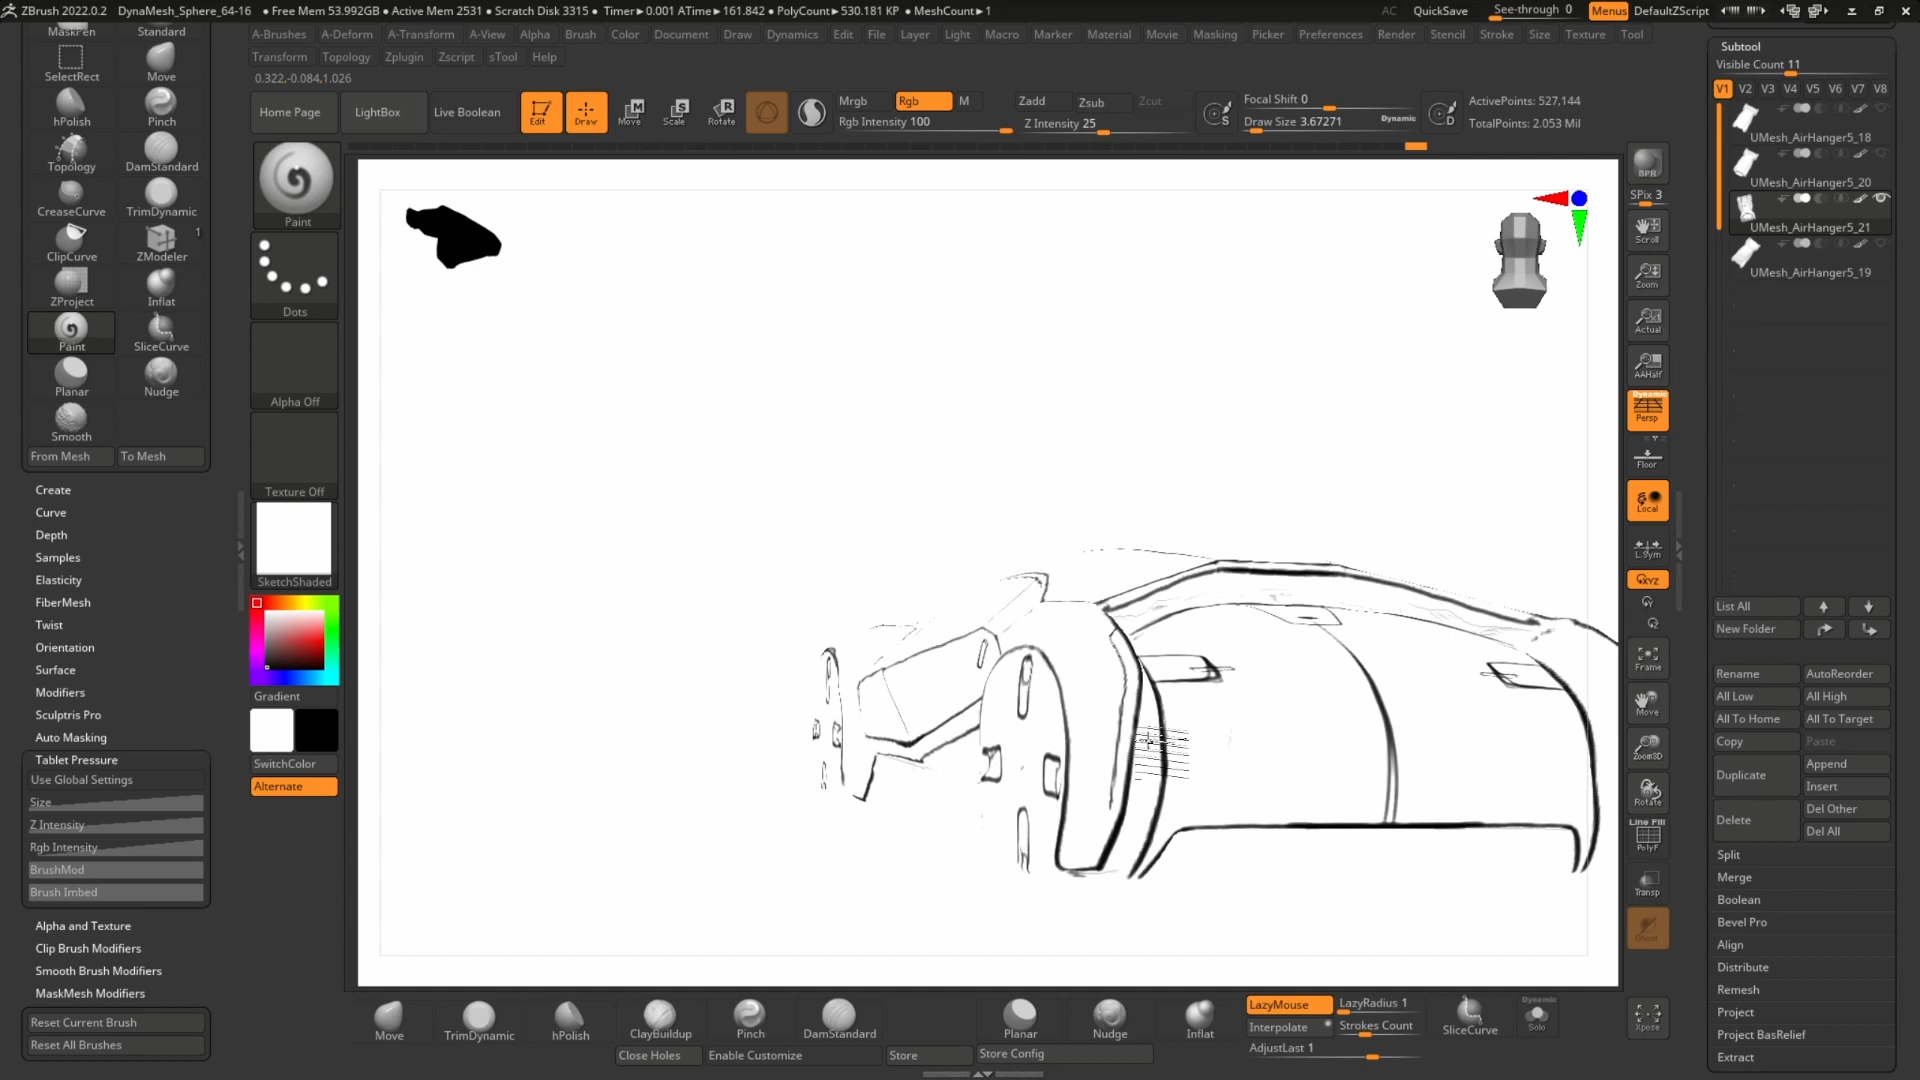 ZBrush 2022.0.2 DynaMesh_Sphere_64-16 • Free Mem 53.992GB • Active Mem 2531 • Scratch Disk 3315 • Timer►0.001 ATime►161.842 • PolyCount►530.181 KP • MeshCount►1 AC QuickSave See-through 0 Menus DefaultZScript
MaskPen Standard
A-Brushes A-Deform A-Transform A-View Alpha Brush Color Document Draw Dynamics Edit File Layer Light Macro Marker Material Movie Masking Picker Preferences Render Stencil Stroke Size Texture Tool
Transform Topology Zplugin Zscript sTool Help
0.322,-0.084,1.026
SelectRect Move
hPolish Pinch
Topology DamStandard
CreaseCurve TrimDynamic
ClipCurve ZModeler 1
ZProject Inflat
Paint SliceCurve
Planar Nudge
Smooth
From Mesh To Mesh
Create
Curve
Depth
Samples
Elasticity
FiberMesh
Twist
Orientation
Surface
Modifiers
Sculptris Pro
Auto Masking
Tablet Pressure
Use Global Settings
Size
Z Intensity
Rgb Intensity
BrushMod
Brush Imbed
Alpha and Texture
Clip Brush Modifiers
Smooth Brush Modifiers
MaskMesh Modifiers
Reset Current Brush
Reset All Brushes
Home Page LightBox Live Boolean Edit Draw Move Scale Rotate
M S R
Mrgb Rgb M Zadd Zsub Zcut
Rgb Intensity 100 Z Intensity 25
S Focal Shift 0
Draw Size 3.67271 Dynamic D
ActivePoints: 527,144
TotalPoints: 2.053 Mil
Paint
Dots
Alpha Off
Texture Off
SketchShaded
Gradient
SwitchColor
Alternate
BPR
SPix 3
Scroll
Zoom
Actual
AAHalf
Dynamic
Persp
Floor
Local
L.Sym
XYZ
Frame
Move
Zoom3D
Rotate
Line Fill
PolyF
Transp
Ghost
Xpose
Subtool
Visible Count 11
V1 V2 V3 V4 V5 V6 V7 V8
UMesh_AirHanger5_18
UMesh_AirHanger5_20
UMesh_AirHanger5_21
UMesh_AirHanger5_19
List All
New Folder
Rename AutoReorder
All Low All High
All To Home All To Target
Copy Paste
Duplicate Append
Insert
Delete Del Other
Del All
Split
Merge
Boolean
Bevel Pro
Align
Distribute
Remesh
Project
Project BasRelief
Extract
Move TrimDynamic hPolish ClayBuildup Pinch DamStandard Planar Nudge Inflat
LazyMouse LazyRadius 1
Interpolate Strokes Count
AdjustLast 1
SliceCurve Dynamic
Solo
Close Holes Enable Customize Store Store Config